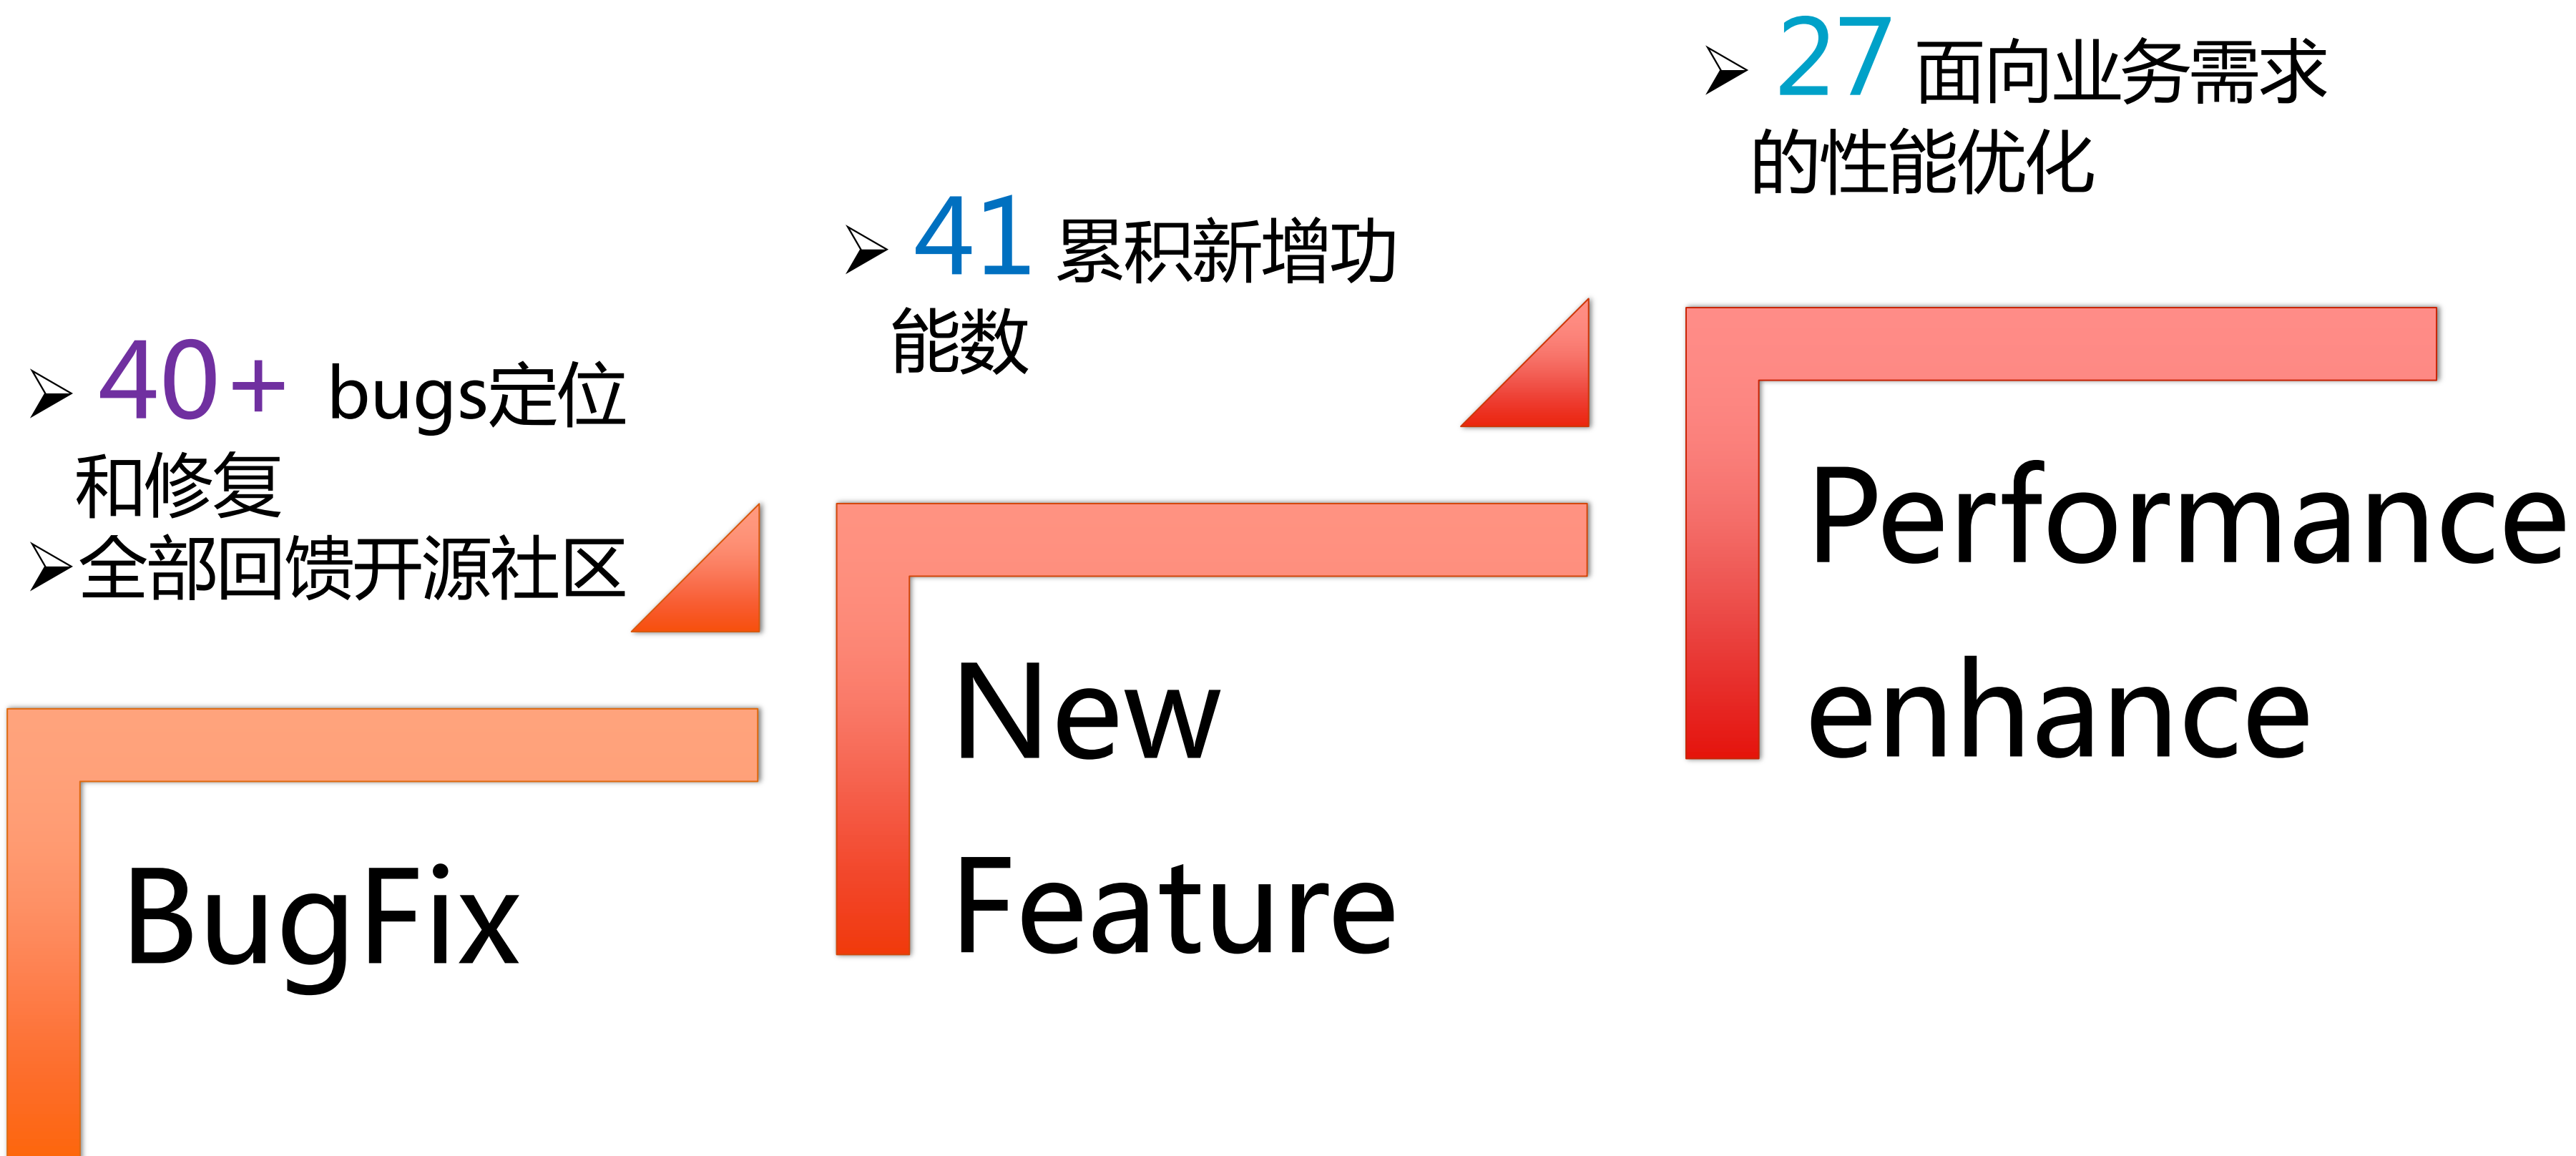 40+ bugs定位
和修复
全部回馈开源社区
BugFix
41 累积新增功
能数
New
Feature
27 面向业务需求
的性能优化
Performance
enhance